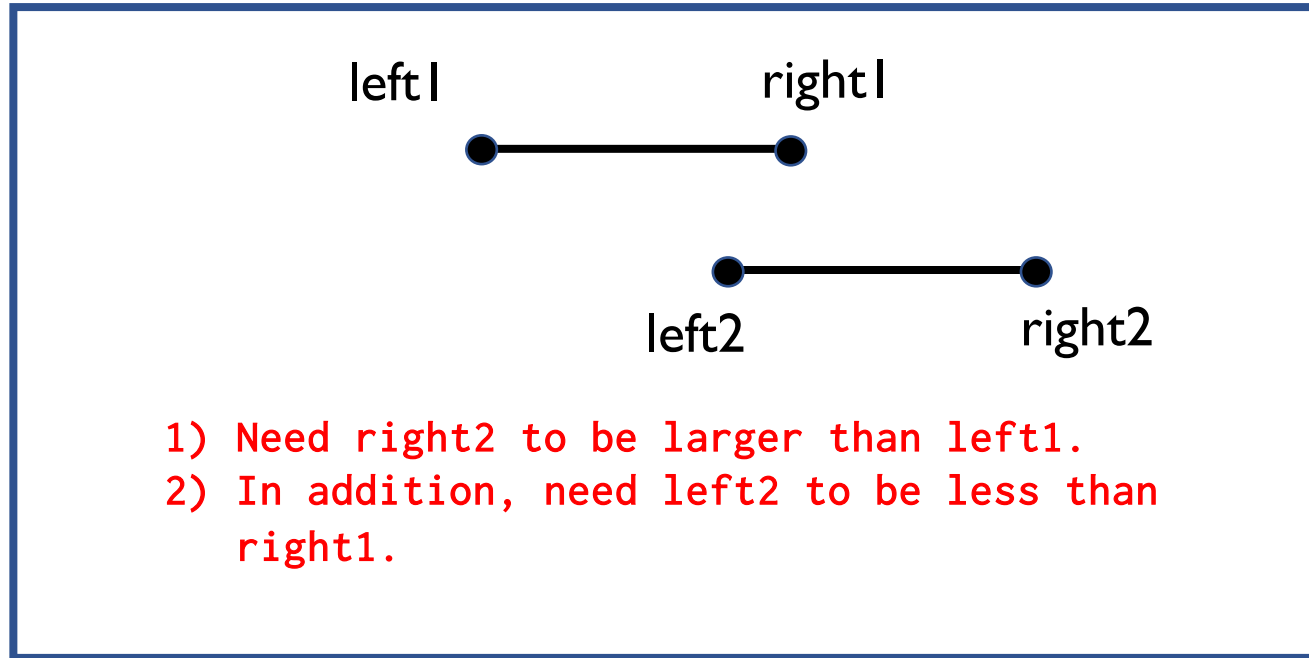 left1
right1
left2
right2
1) Need right2 to be larger than left1.
2) In addition, need left2 to be less than
right1.